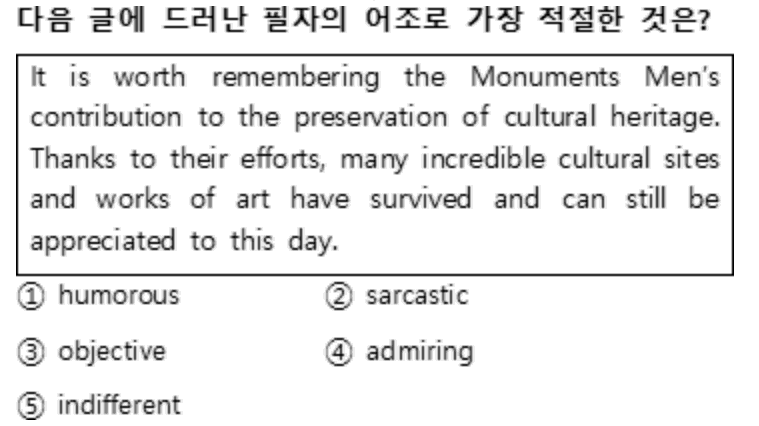 다음 글에 드러난 필자의 어조로 가장 적절한 것은?
It is worth remembering the Monuments Men's
contribution to the preservation of cultural heritage.
Thanks to their efforts, many incredible cultural sites
and works of art have survived and can still be
appreciated to this day.
① humorous ② sarcastic
③ objective ④ admiring
⑤ indifferent